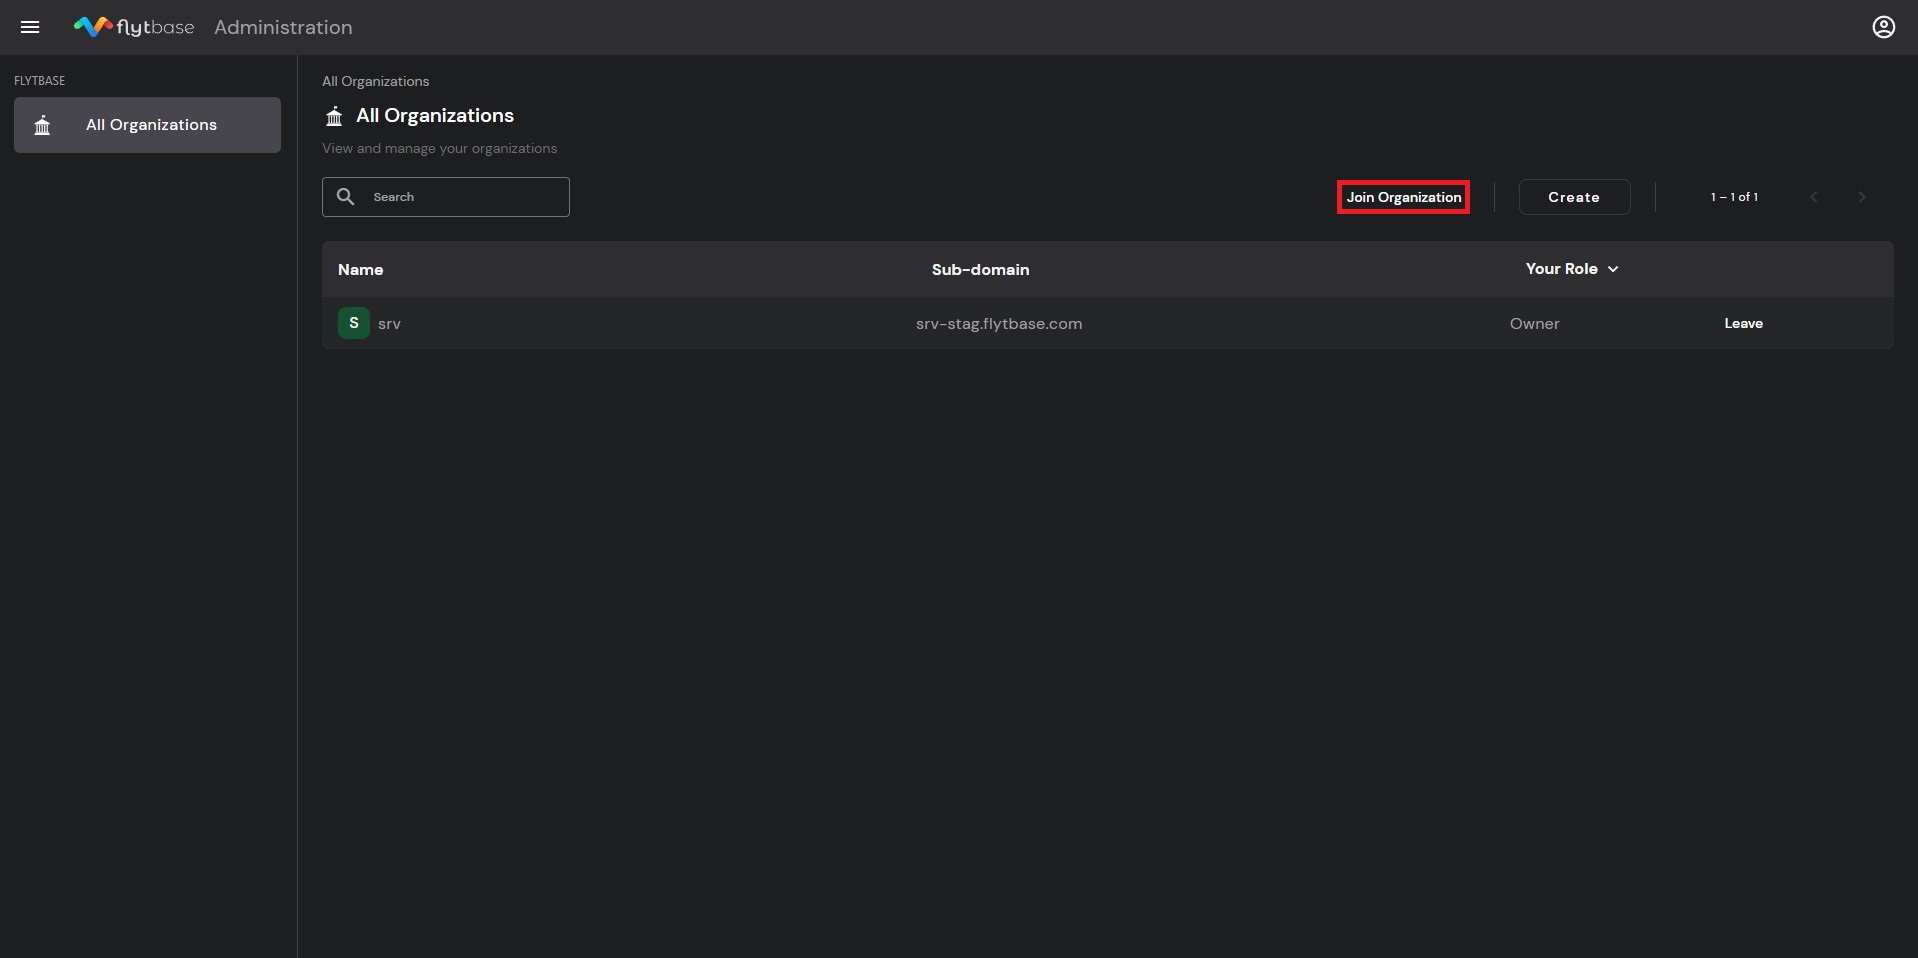 flytbase Administration
FLYTBASE
All Organizations
All Organizations
All Organizations
View and manage your organizations
Search
Join Organization
Create
1 – 1 of 1
Name Sub-domain Your Role
S srv srv-stag.flytbase.com Owner Leave